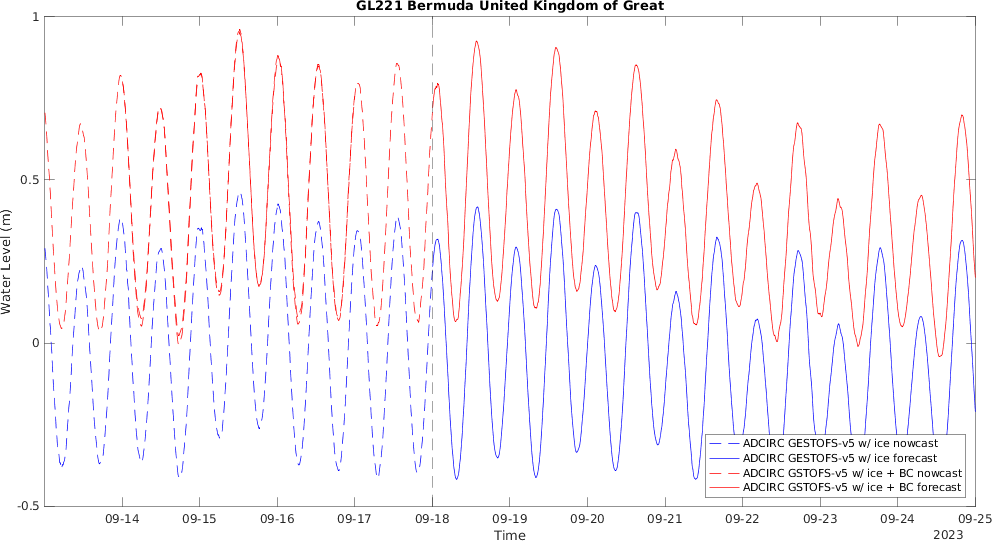 GL221 Bermuda United Kingdom of Great
1
0.5
0
-0.5
Water Level (m)
ADCIRC GESTOFS-v5 w/ ice nowcast
ADCIRC GESTOFS-v5 w/ ice forecast
ADCIRC GSTOFS-v5 w/ ice + BC nowcast
ADCIRC GSTOFS-v5 w/ ice + BC forecast
09-14 09-15 09-16 09-17 09-18 09-19 09-20 09-21 09-22 09-23 09-24 09-25
Time
2023